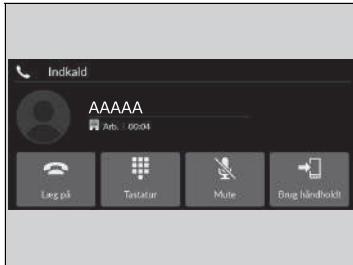 Indkald
AAAAA
Arb. 00:04
Læg på
Tastatur
Mute
Brug håndholdt